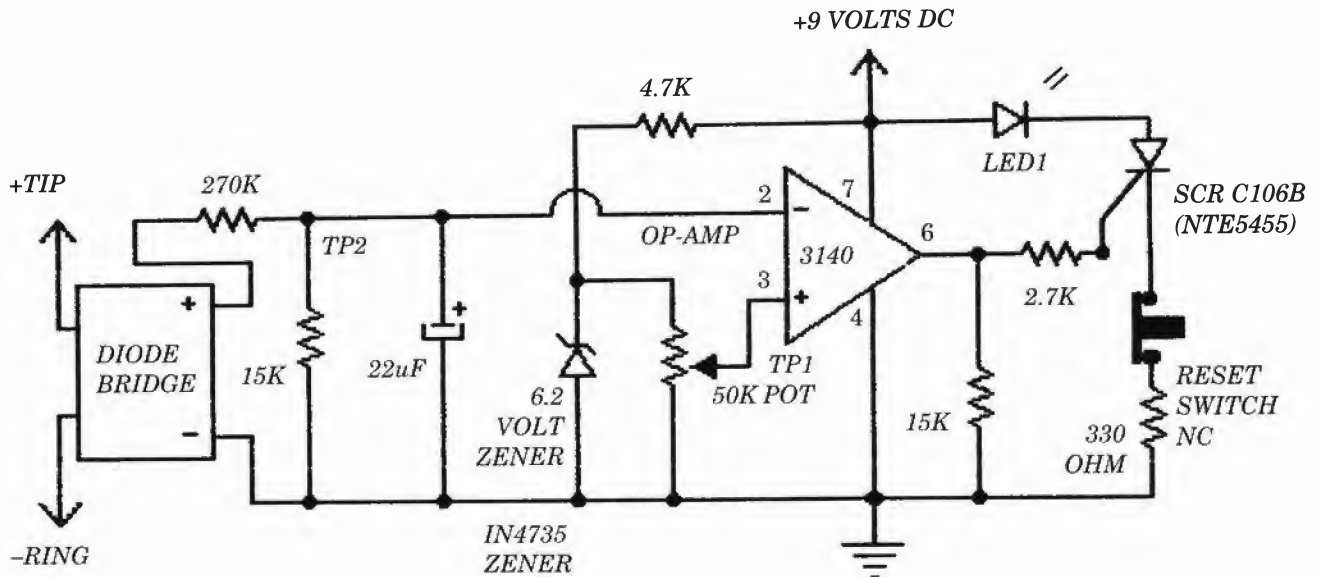 +9 VOLTS DC
4.7K
+TIP
270K
LED1
SCR C106B
(NTE5455)
2
7
–
TP2
OP-AMP
3140
6
3
+
4
2.7K
+
DIODE
BRIDGE
–
15K
+
22uF
6.2
VOLT
ZENER
TP1
50K POT
15K
RESET
SWITCH
NC
330
OHM
IN4735
ZENER
–RING